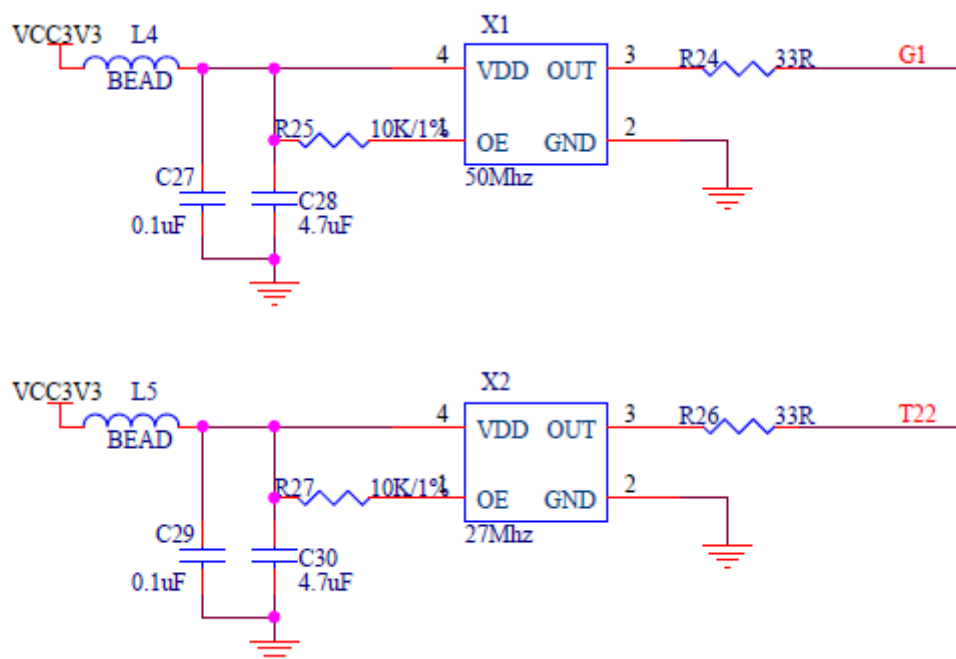 X1
VCC3V3 L4
BEAD
4 VDD OUT 3 R24 33R G1
R25 10K/1% 1 OE GND 2
50Mhz
C27 C28
0.1uF 4.7uF
X2
VCC3V3 L5
BEAD
4 VDD OUT 3 R26 33R T22
R27 10K/1% 1 OE GND 2
27Mhz
C29 C30
0.1uF 4.7uF